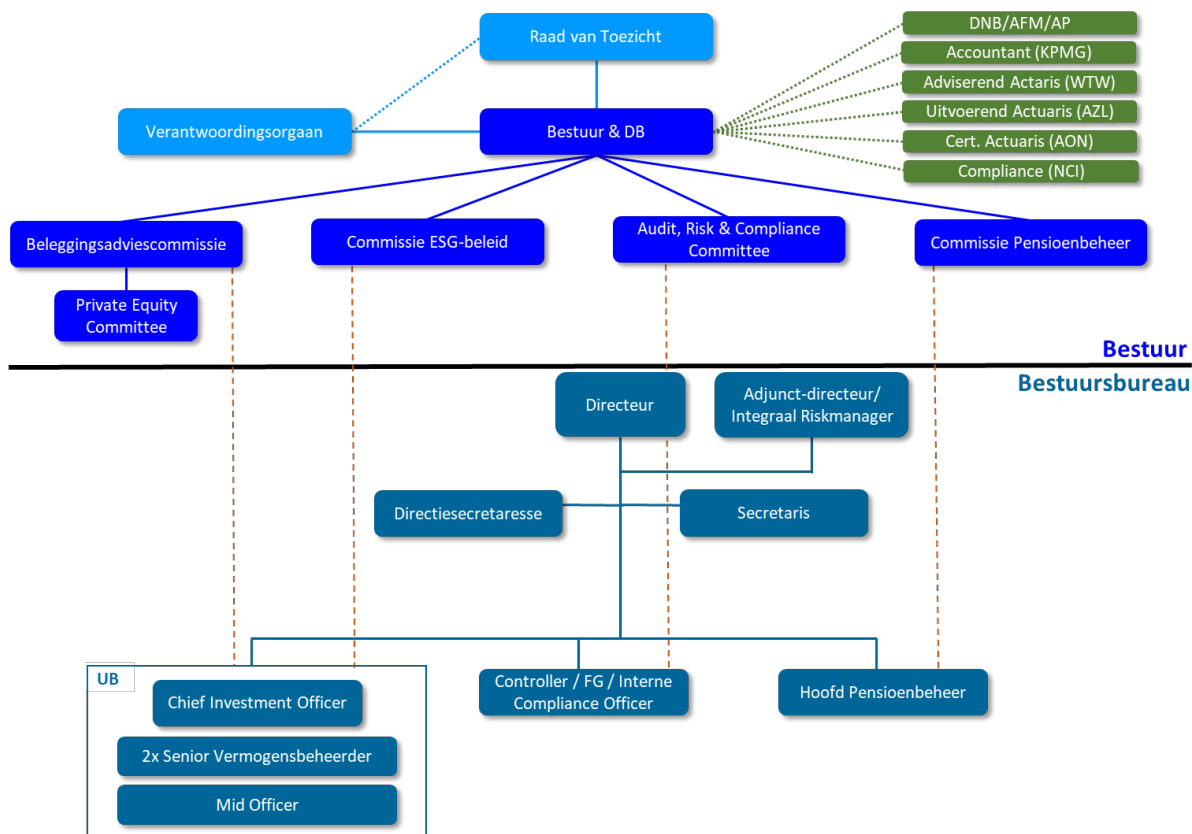 Raad van Toezicht
DNB/AFM/AP
Accountant (KPMG)
Adviserend Actaris (WTW)
Uitvoerend Actuaris (AZL)
Cert. Actuaris (AON)
Compliance (NCI)
Verantwoordingsorgaan
Bestuur & DB
Beleggingsadviescommissie
Commissie ESG-beleid
Audit, Risk & Compliance
Committee
Commissie Pensioenbeheer
Private Equity
Committee
Bestuur
Bestuursbureau
Directeur
Adjunct-directeur/
Integraal Riskmanager
Directiesecretaresse
Secretaris
UB
Chief Investment Officer
2x Senior Vermogensbeheerder
Mid Officer
Controller / FG / Interne
Compliance Officer
Hoofd Pensioenbeheer